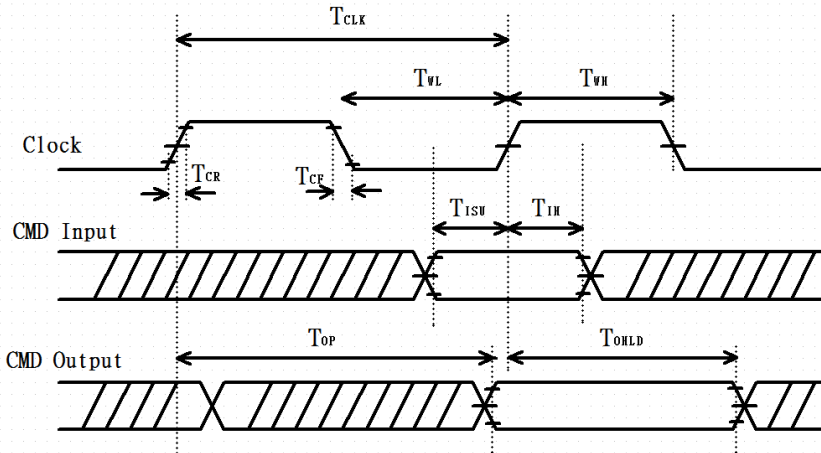 TCLK
TWL TWH
Clock
TCR TCF
TISU TIH
CMD Input
TOP TOHLD
CMD Output